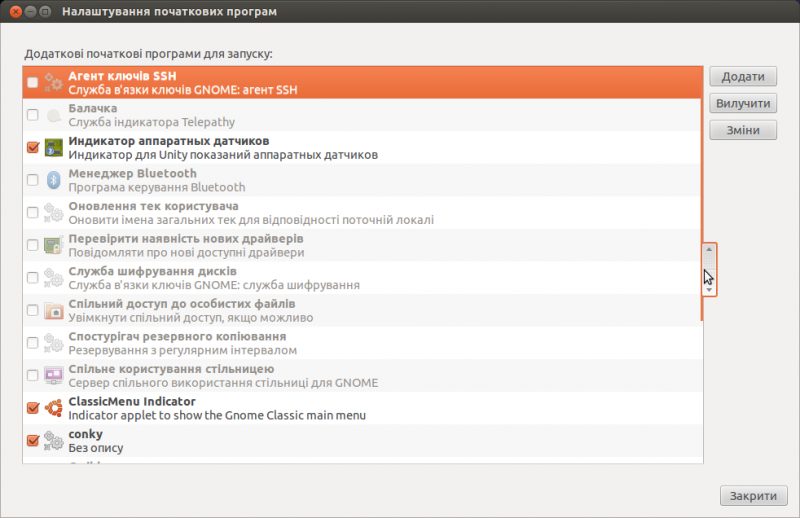 Налаштування початкових програм
Додаткові початкові програми для запуску:
Агент ключів SSH
Служба в'язки ключів GNOME: агент SSH
Балачка
Служба індикатора Telepathy
Индикатор аппаратных датчиков
Индикатор для Unity показаний аппаратных датчиков
Менеджер Bluetooth
Програма керування Bluetooth
Оновлення тек користувача
Оновити імена загальних тек для відповідності поточній локалі
Перевірити наявність нових драйверів
Повідомляти про нові доступні драйвери
Служба шифрування дисків
Служба в'язки ключів GNOME: служба шифрування
Спільний доступ до особистих файлів
Увімкнути спільний доступ, якщо можливо
Спостурігач резервного копіювання
Резервування з регулярним інтервалом
Спільне користування стільницею
Сервер спільного використання стільниці для GNOME
ClassicMenu Indicator
Indicator applet to show the Gnome Classic main menu
conky
Без опису
Додати
Вилучити
Зміни
Закрити